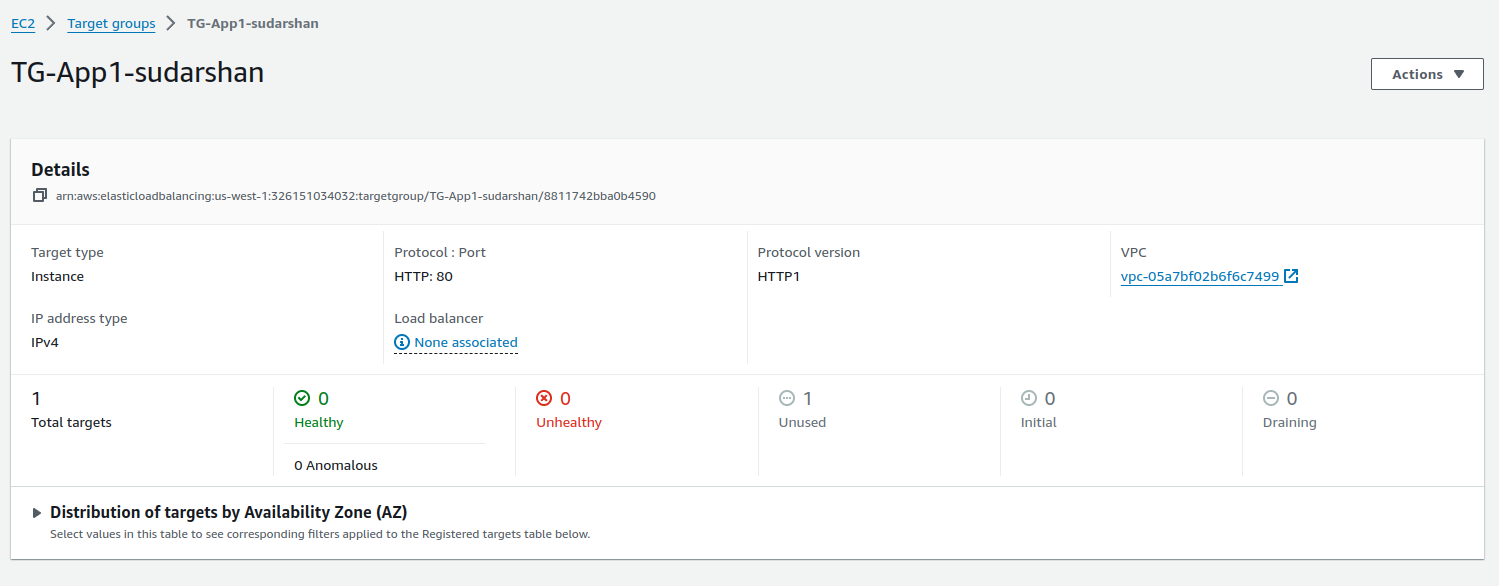 EC2 > Target groups > TG-App1-sudarshan
TG-App1-sudarshan
Actions
Details
arn:aws:elasticloadbalancing:us-west-1:326151034032:targetgroup/TG-App1-sudarshan/8811742bba0b4590
Target type
Instance
Protocol : Port
HTTP: 80
Protocol version
HTTP1
VPC
vpc-05a7bf02b6f6c7499
IP address type
IPv4
Load balancer
None associated
1
Total targets
0
Healthy
0 Anomalous
0
Unhealthy
1
Unused
0
Initial
0
Draining
Distribution of targets by Availability Zone (AZ)
Select values in this table to see corresponding filters applied to the Registered targets table below.